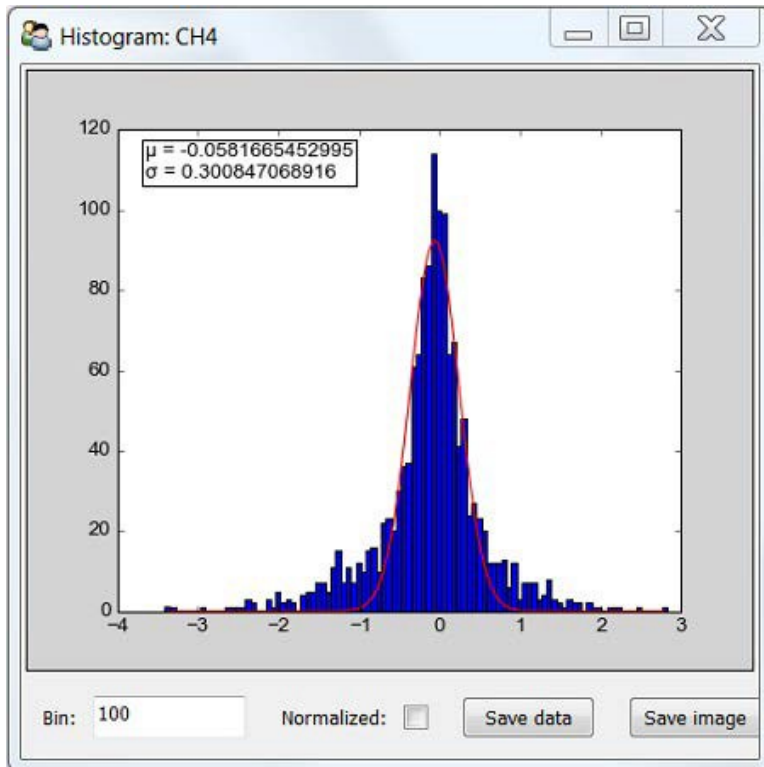 Histogram: CH4
μ = -0.0581665452995
σ = 0.300847068916
120
100
80
60
40
20
0
−4 −3 −2 −1 0 1 2 3
Bin: 100 Normalized: Save data Save image